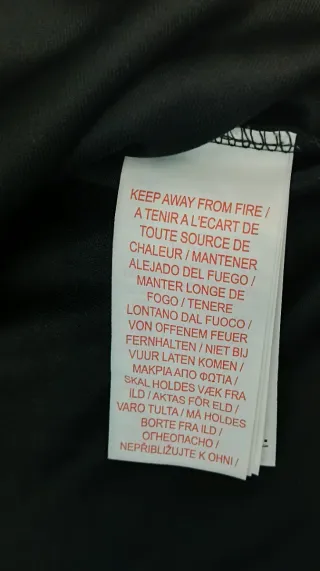 KEEP AWAY FROM FIRE /
A TENIR A L'ECART DE
TOUTE SOURCE DE
CHALEUR / MANTENER
ALEJADO DEL FUEGO /
MANTER LONGE DE
FOGO / TENERE
LONTANO DAL FUOCO /
VON OFFENEM FEUER
FERNHALTEN / NIET BIJ
VUUR LATEN KOMEN /
ΜΑΚΡΙΑ ΑΠΟ ΦΩΤΙΑ /
SKAL HOLDES VÆK FRA
ILD / AKTAS FÖR ELD /
VARO TULTA / MÅ HOLDES
BORTE FRA ILD /
ОГНЕОПАСНО /
NEPŘIBLIŽUJTE K OHNI /